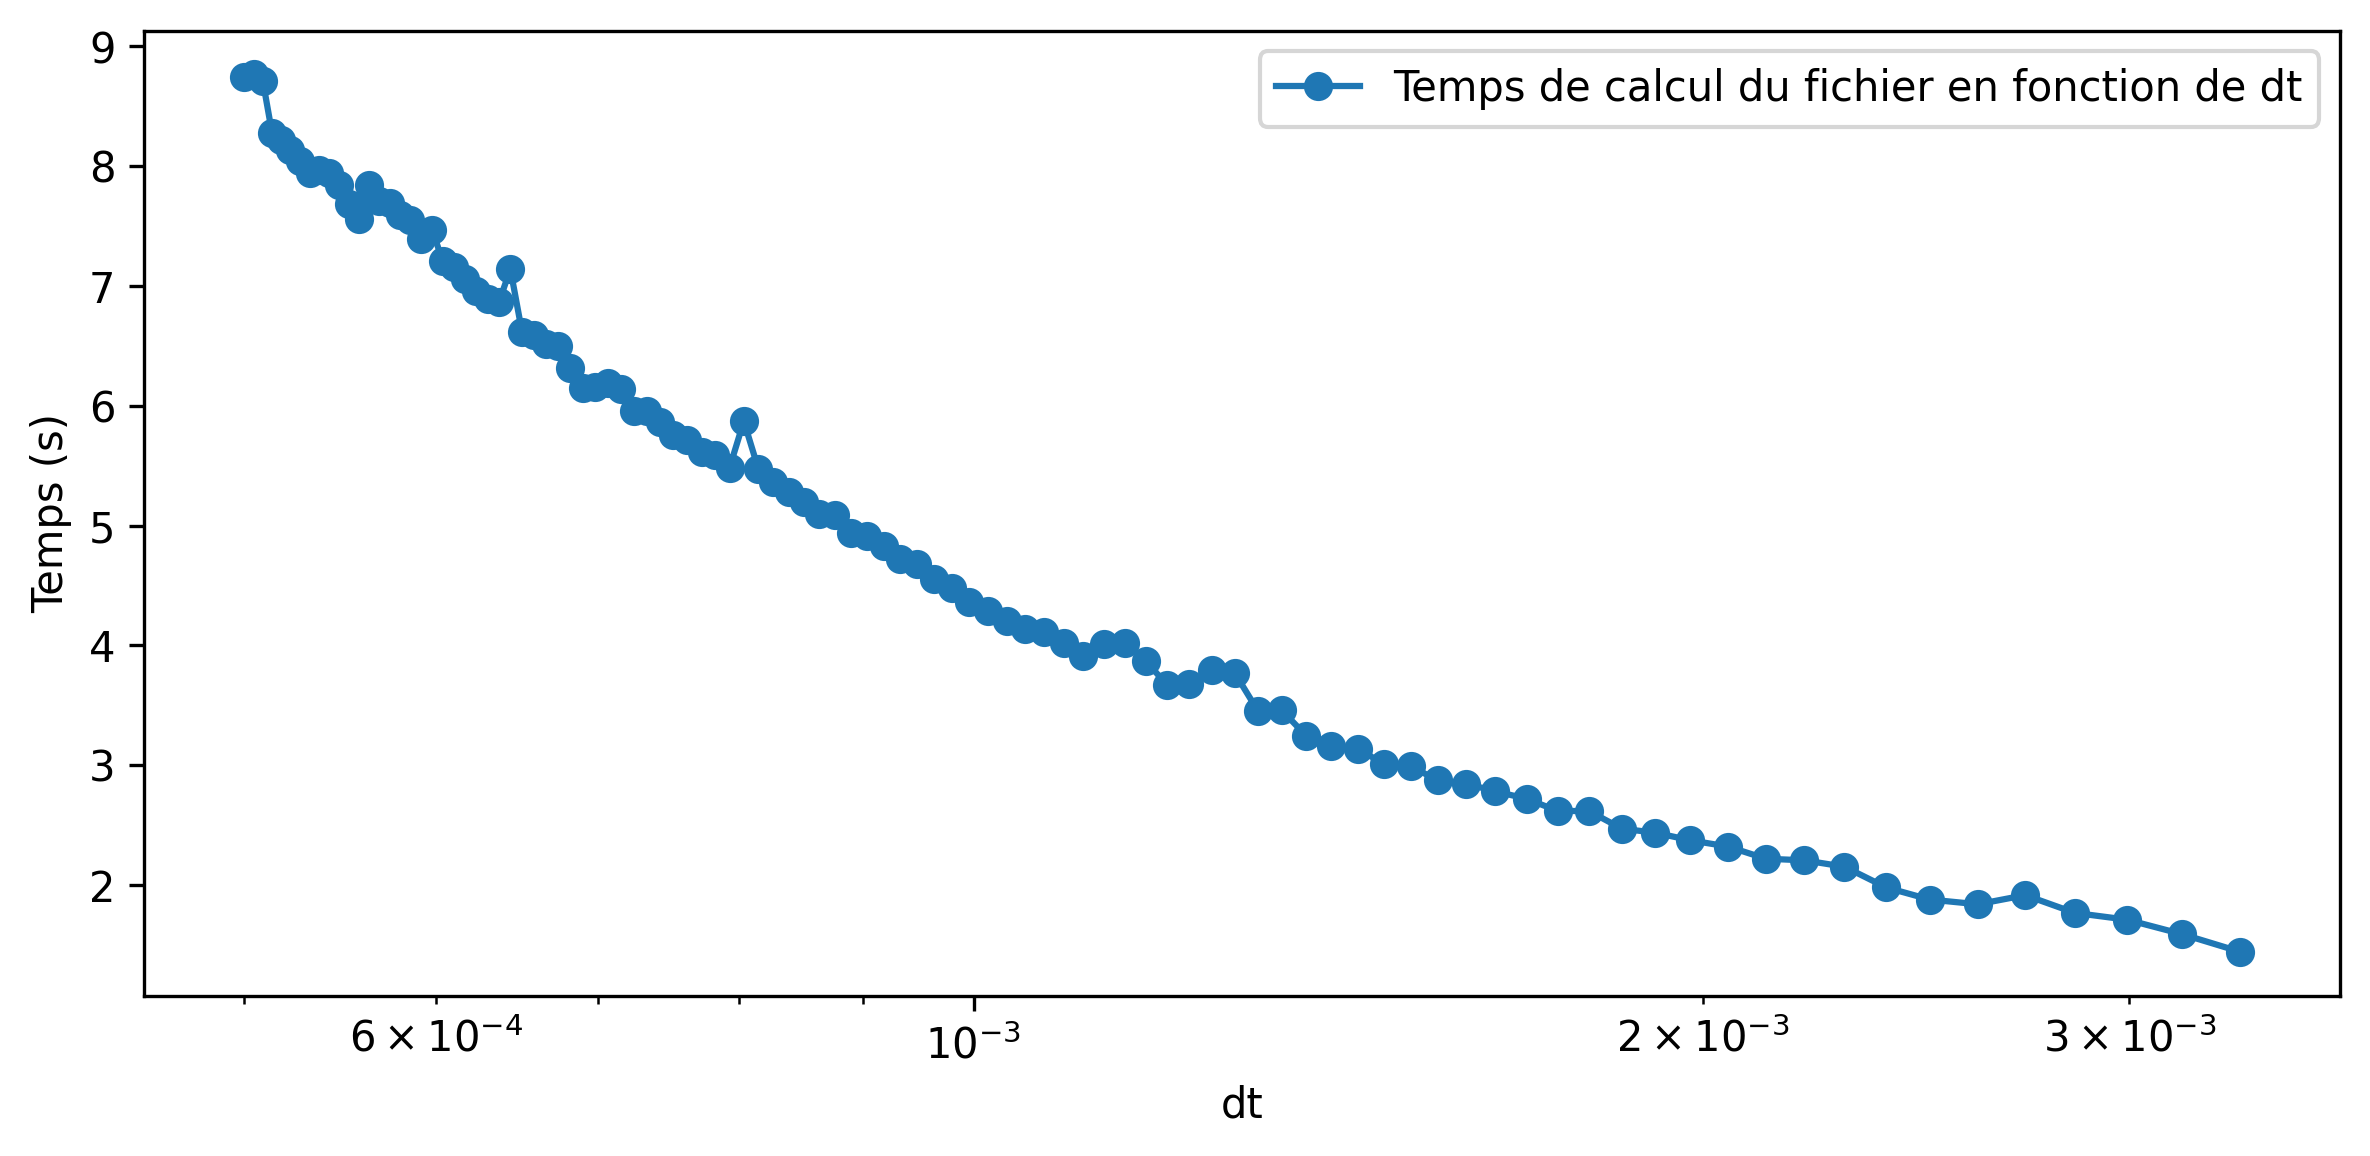 Temps de calcul du fichier en fonction de dt
Temps (s)
9
8
7
6
5
4
3
2
6 × 10⁻⁴
10⁻³
2 × 10⁻³
3 × 10⁻³
dt